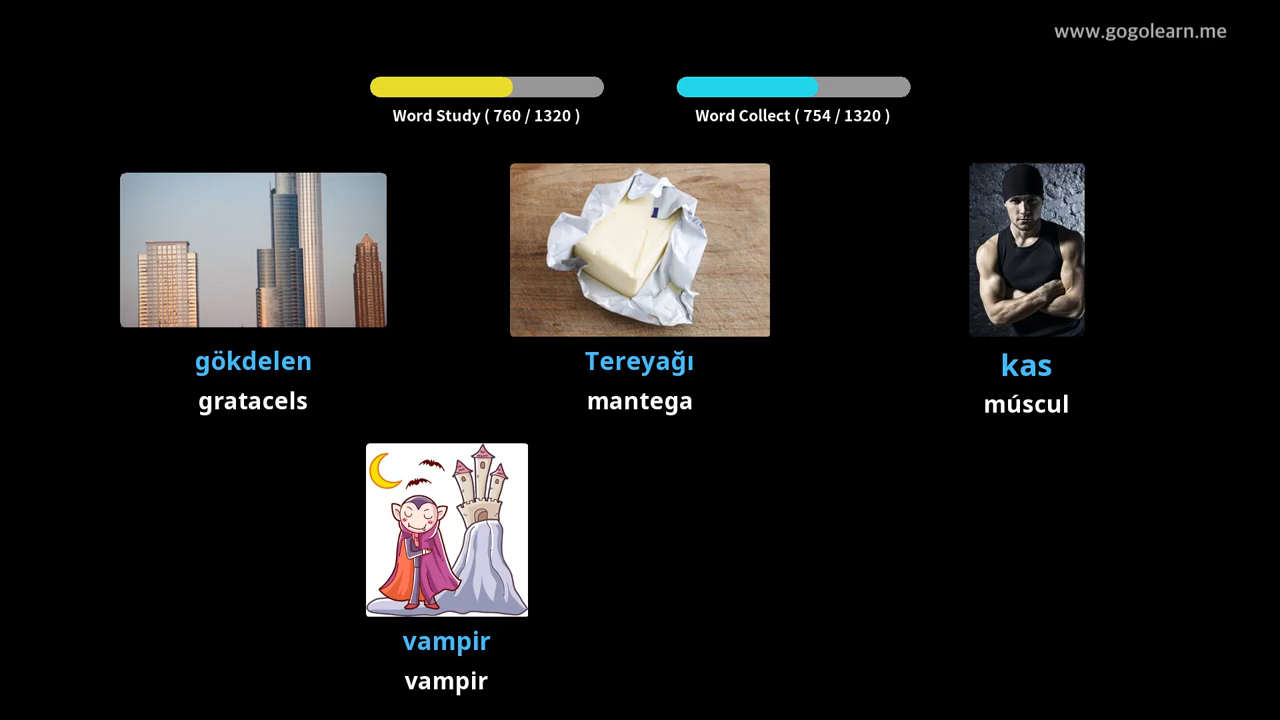 www.gogolearn.me
Word Study ( 760 / 1320 )
Word Collect ( 754 / 1320 )
gökdelen
gratacels
Tereyağı
mantega
kas
múscul
vampir
vampir